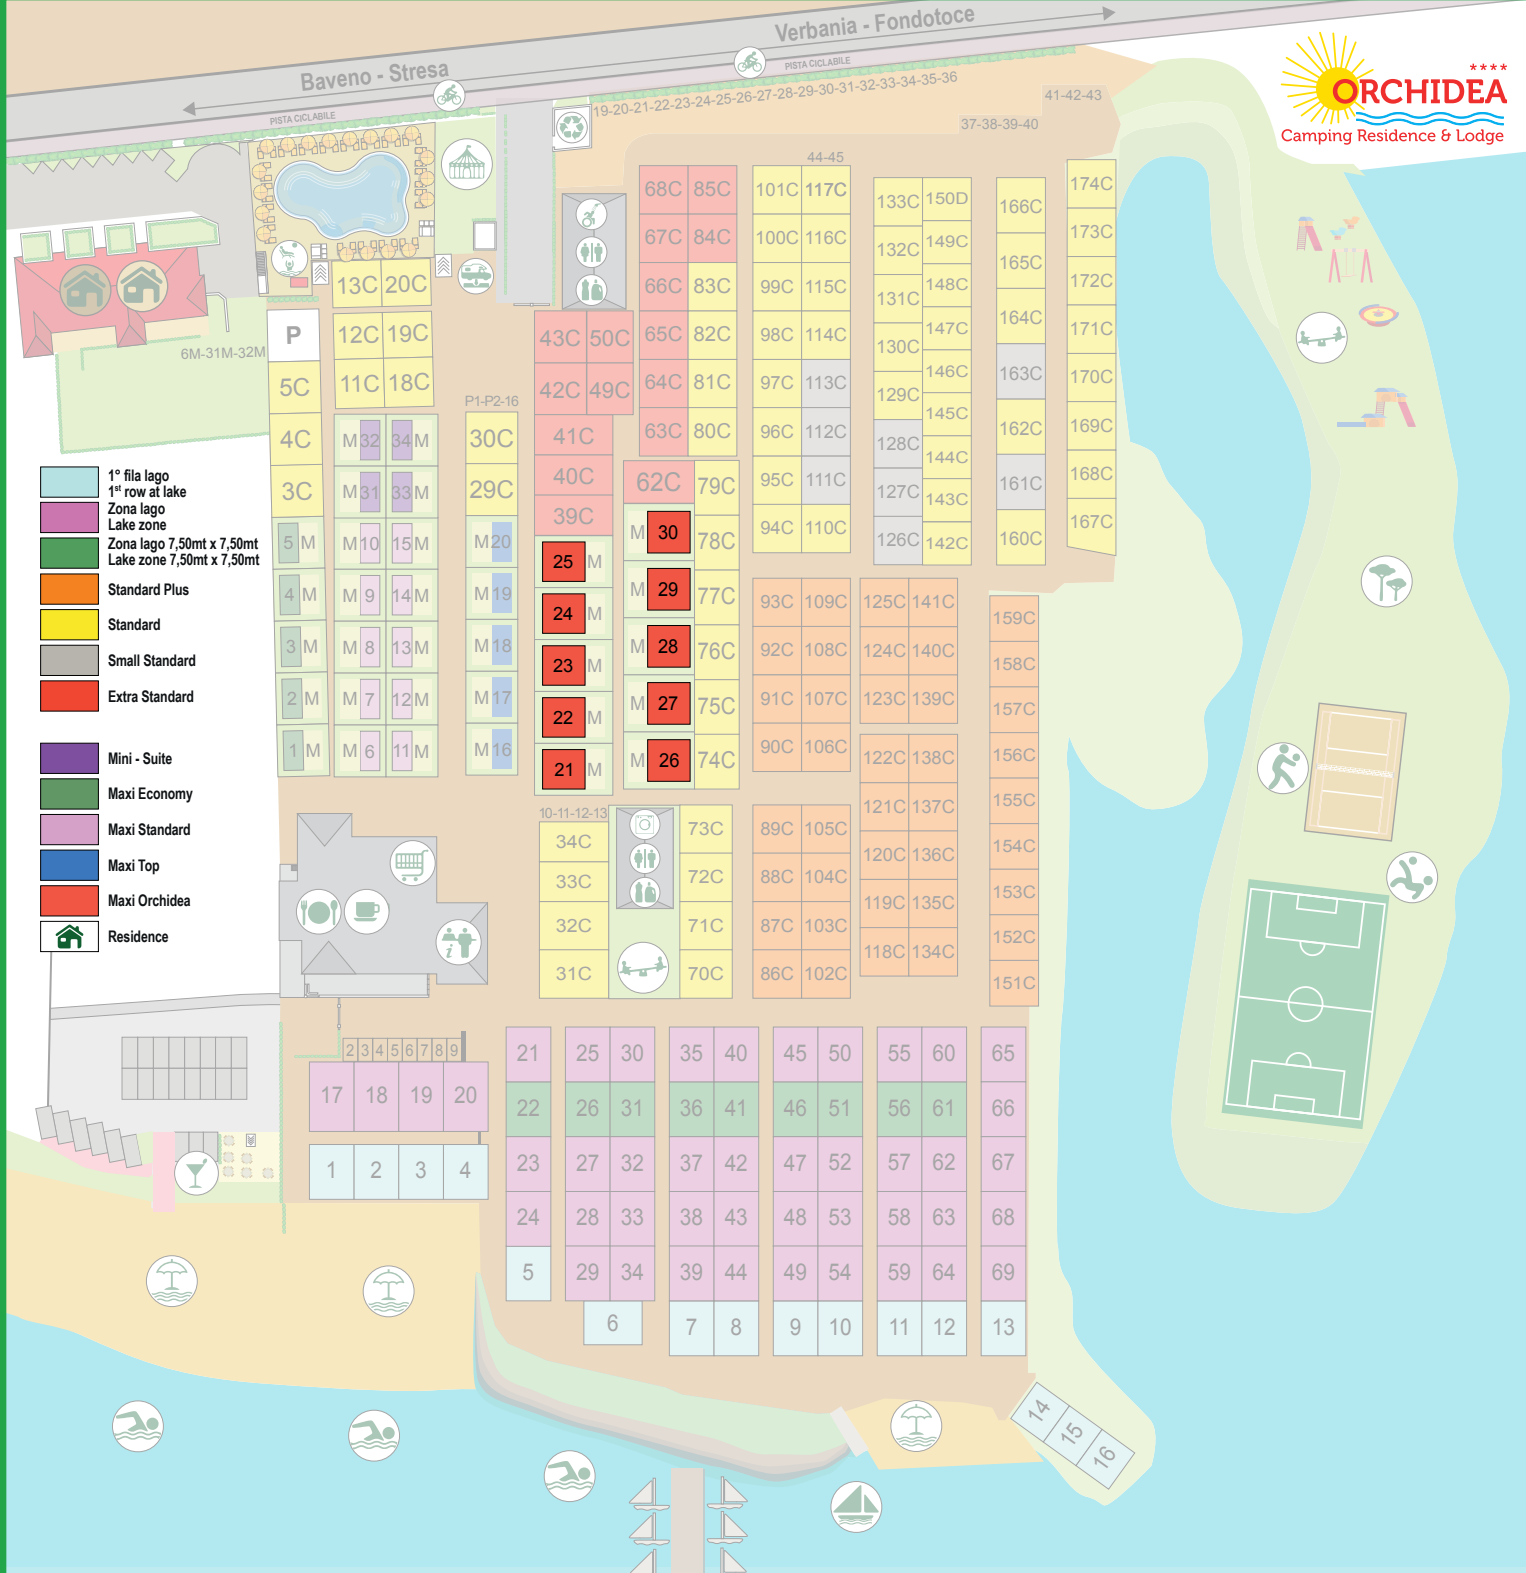 Verbania - Fondotoce
Baveno - Stresa
PISTA CICLABILE
PISTA CICLABILE
****
ORCHIDEA
Camping Residence & Lodge
19-20-21-22-23-24-25-26-27-28-29-30-31-32-33-34-35-36
41-42-43
37-38-39-40
44-45
6M-31M-32M
P1-P2-16
10-11-12-13
P
5C
4C
3C
5 M
4 M
3 M
2 M
1 M
13C 20C
12C 19C
11C 18C
M 32 34 M
M 31 33 M
M 10 15 M
M 9 14 M
M 8 13 M
M 7 12 M
M 6 11 M
30C
29C
M 20
M 19
M 18
M 17
M 16
43C 50C
42C 49C
41C
40C
39C
25 M
24 M
23 M
22 M
21 M
68C 85C
67C 84C
66C 83C
65C 82C
64C 81C
63C 80C
62C 79C
M 30 78C
M 29 77C
M 28 76C
M 27 75C
M 26 74C
34C 73C
33C 72C
32C 71C
31C 70C
101C 117C
100C 116C
99C 115C
98C 114C
97C 113C
96C 112C
95C 111C
94C 110C
93C 109C
92C 108C
91C 107C
90C 106C
89C 105C
88C 104C
87C 103C
86C 102C
133C 150D
132C 149C
131C 148C
130C 147C
129C 146C
145C
128C 144C
127C 143C
126C 142C
125C 141C
124C 140C
123C 139C
122C 138C
121C 137C
120C 136C
119C 135C
118C 134C
166C
165C
164C
163C
162C
161C
160C
159C
158C
157C
156C
155C
154C
153C
152C
151C
174C
173C
172C
171C
170C
169C
168C
167C
1° fila lago
1st row at lake
Zona lago
Lake zone
Zona lago 7,50mt x 7,50mt
Lake zone 7,50mt x 7,50mt
Standard Plus
Standard
Small Standard
Extra Standard
Mini - Suite
Maxi Economy
Maxi Standard
Maxi Top
Maxi Orchidea
Residence
i
2 3 4 5 6 7 8 9
17 18 19 20
1 2 3 4
21 25 30 35 40 45 50 55 60 65
22 26 31 36 41 46 51 56 61 66
23 27 32 37 42 47 52 57 62 67
24 28 33 38 43 48 53 58 63 68
5 29 34 39 44 49 54 59 64 69
6 7 8 9 10 11 12 13
14
15
16